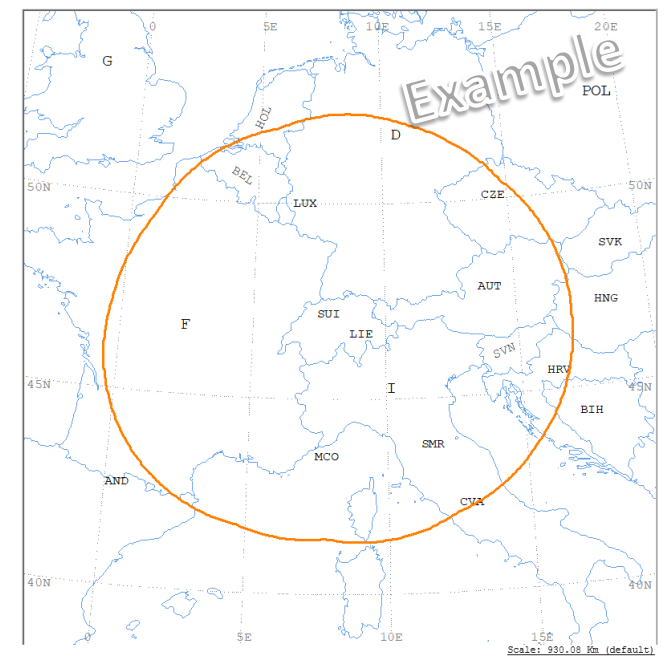 0 5E 10E 15E 20E
Example
G
POL
HOL
D
BEL
50N 50N
LUX CZE
SVK
AUT
HNG
SUI
F LIE
SVN
HRV
45N I 45N
BIH
SMR
MCO
AND
CVA
40N 40N
0 5E 10E 15E
Scale: 930.08 Km (default)